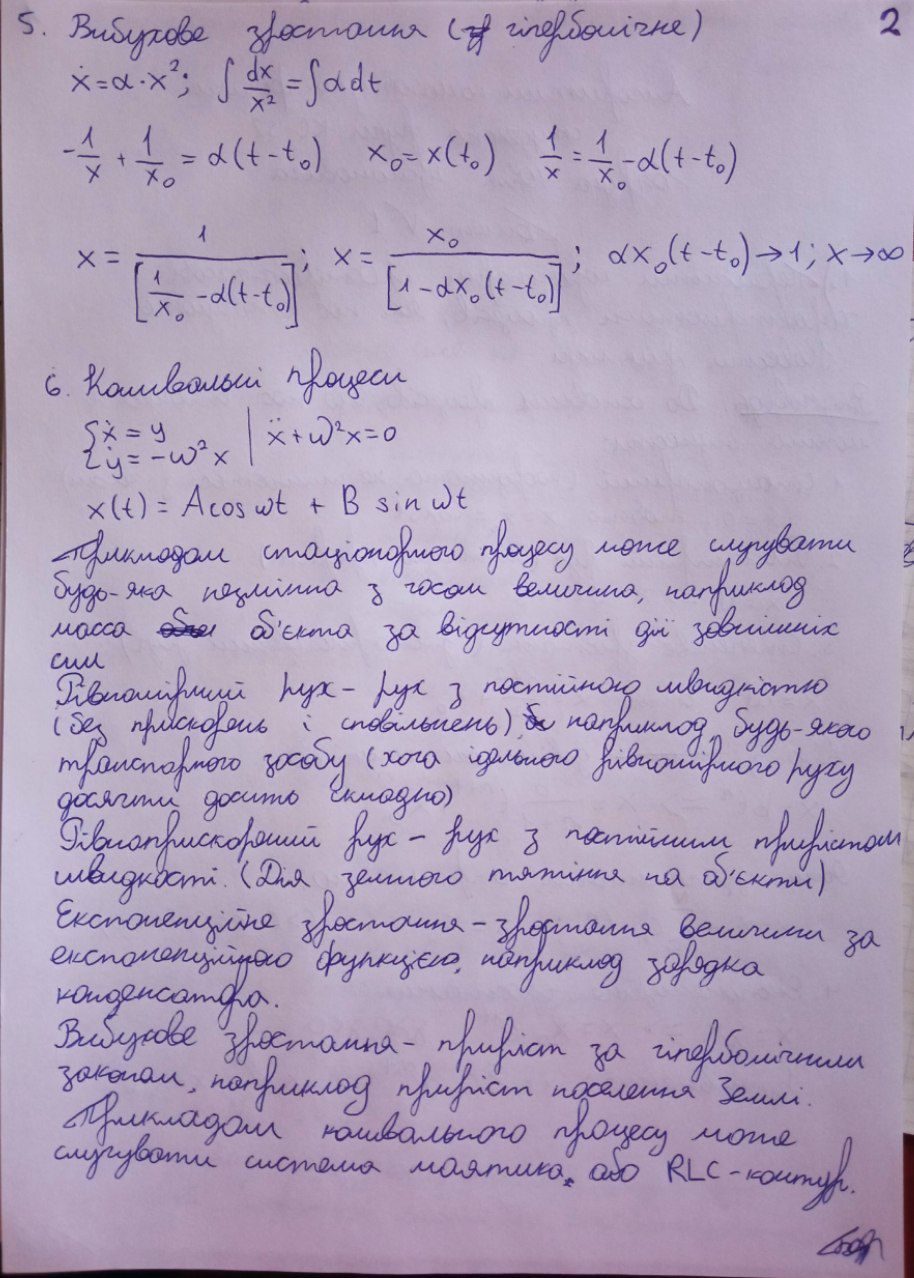 2
5. Вибухове зростання (гіперболічне)
ẋ = α·x²; ∫ dx/x² = ∫ α dt
-1/x + 1/x₀ = α(t-t₀) x₀ = x(t₀) 1/x = 1/x₀ - α(t-t₀)
x = 1/[1/x₀ - α(t-t₀)]; x = x₀/[1-αx₀(t-t₀)]; αx₀(t-t₀)→1; x→∞
6. Коливальні процеси
{ẋ = y | ẍ+ω²x=0
{ẏ = -ω²x
x(t) = A cos ωt + B sin ωt
Прикладом стаціонарного процесу може слугувати
будь-яка незмінна з часом величина, наприклад
масса об'єкта за відсутності дії зовнішніх
сил
Рівномірний рух - рух з постійною швидкістю
(без прискорень і сповільнень) наприклад, будь-якого
транспорного засобу (хоча ідеального рівномірного руху
досягти досить складно)
Рівноприскорений рух - рух з постійним приростом
швидкості. (Дія земного тятіння на об'єкти)
Експоненційне зростання - зростання величини за
експоненційною функцією, наприклад зарядка
конденсатора.
Вибухове зростання - приріст за гіперболічним
законом, наприклад приріст населення Землі.
Прикладом коливального процесу може
слугувати система маятника, або RLC-контур.